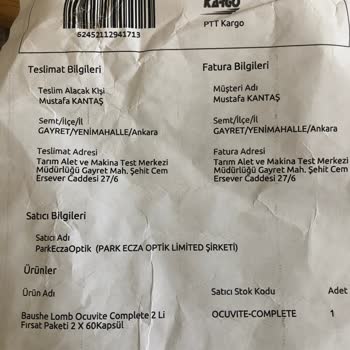 KARGO
62452112941713
PTT Kargo
Teslimat Bilgileri
Teslim Alacak Kişi
Mustafa KANTAŞ
Semt/İlçe/İl
GAYRET/YENİMAHALLE/Ankara
Teslimat Adresi
Tarım Alet ve Makina Test Merkezi
Müdürlüğü Gayret Mah. Şehit Cem
Ersever Caddesi 27/6
Fatura Bilgileri
Müşteri Adı
Mustafa KANTAŞ
Semt/İlçe/İl
GAYRET/YENİMAHALLE/Ankara
Fatura Adresi
Tarım Alet ve Makina Test Merkezi
Müdürlüğü Gayret Mah. Şehit Cem
Ersever Caddesi 27/6
Satıcı Bilgileri
Satıcı Adı
ParkEczaOptik (PARK ECZA OPTİK LİMİTED ŞİRKETİ)
Ürünler
Ürün Adı Satıcı Stok Kodu Adet
Baushe Lomb Ocuvite Complete 2 Li OCUVITE-COMPLETE 1
Fırsat Paketi 2 X 60Kapsül